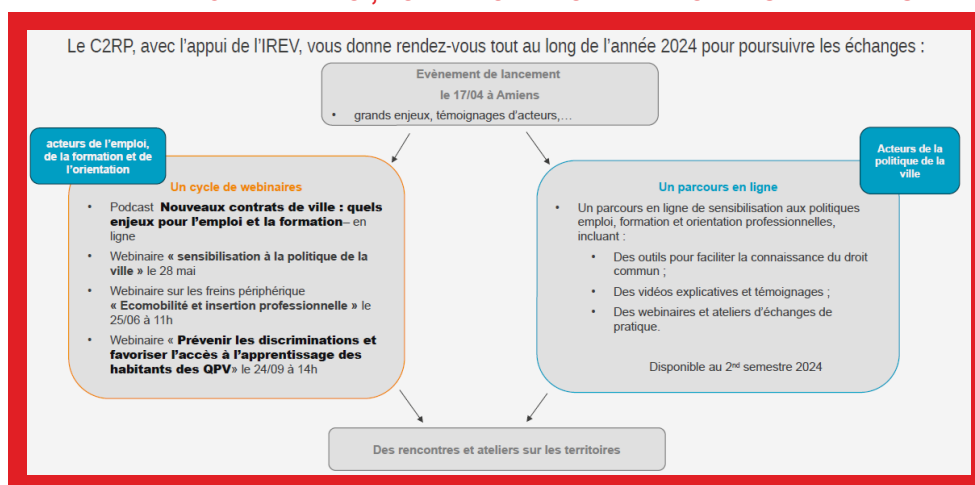 Le C2RP, avec l'appui de l'IREV, vous donne rendez-vous tout au long de l'année 2024 pour poursuivre les échanges :
Evènement de lancement
le 17/04 à Amiens
• grands enjeux, témoignages d'acteurs,…
acteurs de l'emploi,
de la formation et de
l'orientation
Un cycle de webinaires
• Podcast Nouveaux contrats de ville : quels
enjeux pour l'emploi et la formation– en
ligne
• Webinaire « sensibilisation à la politique de la
ville » le 28 mai
• Webinaire sur les freins périphérique
« Ecomobilité et insertion professionnelle » le
25/06 à 11h
• Webinaire « Prévenir les discriminations et
favoriser l'accès à l'apprentissage des
habitants des QPV» le 24/09 à 14h
Acteurs de la
politique de la
ville
Un parcours en ligne
• Un parcours en ligne de sensibilisation aux politiques
emploi, formation et orientation professionnelles,
incluant :
• Des outils pour faciliter la connaissance du droit
commun ;
• Des vidéos explicatives et témoignages ;
• Des webinaires et ateliers d'échanges de
pratique.
Disponible au 2nd semestre 2024
Des rencontres et ateliers sur les territoires